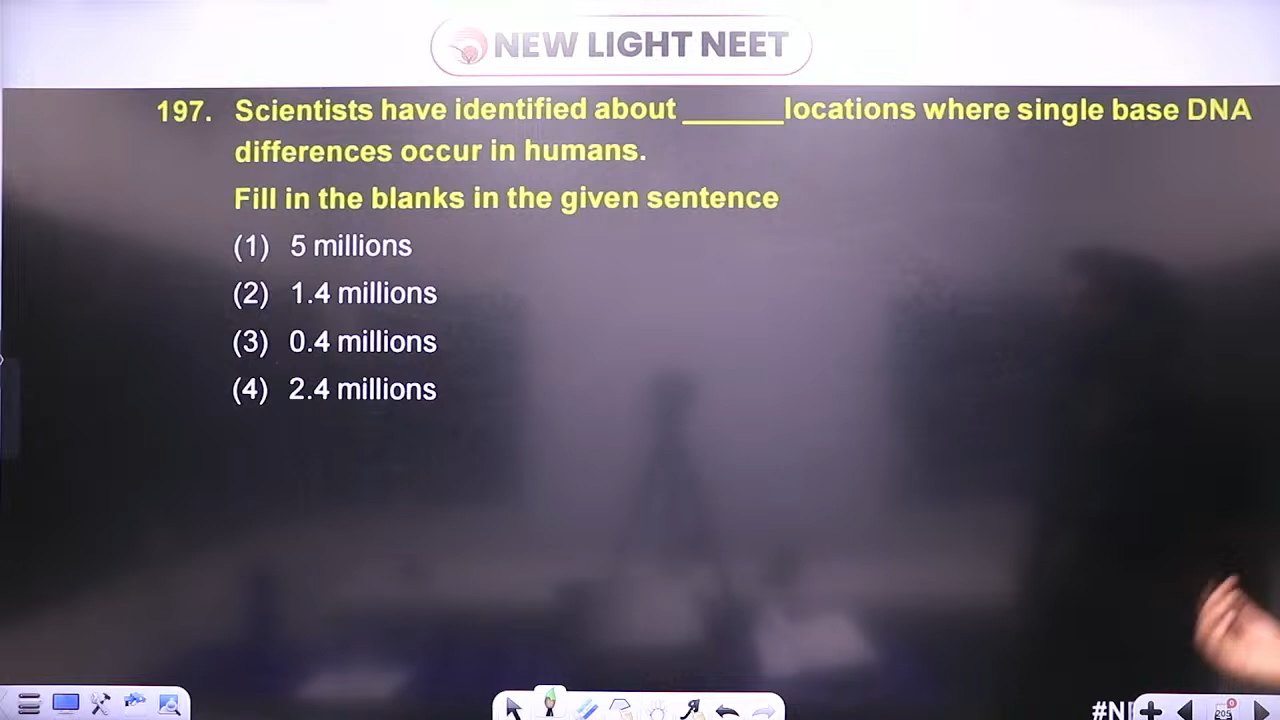 NEW LIGHT NEET
197. Scientists have identified about ______locations where single base DNA
differences occur in humans.
Fill in the blanks in the given sentence
(1) 5 millions
(2) 1.4 millions
(3) 0.4 millions
(4) 2.4 millions
205